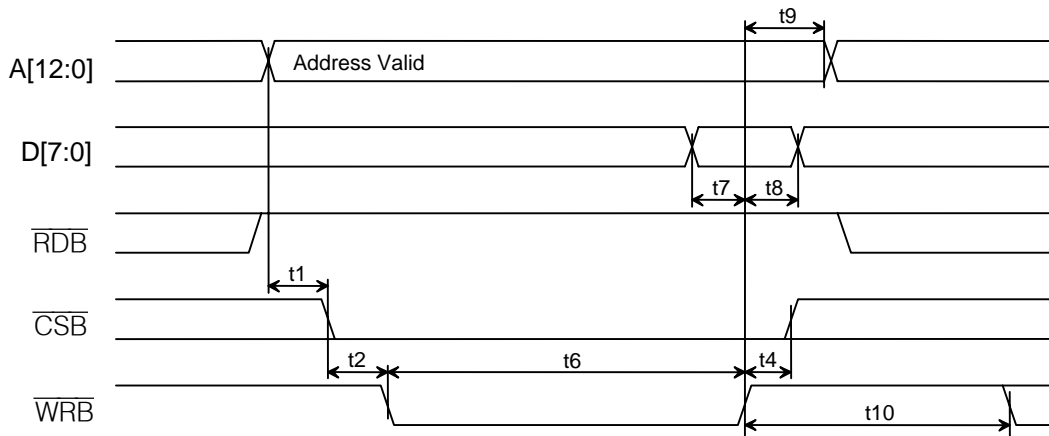 t9
A[12:0] Address Valid
D[7:0]
t7 t8
RDB
t1
CSB
t2 t6 t4
WRB
t10